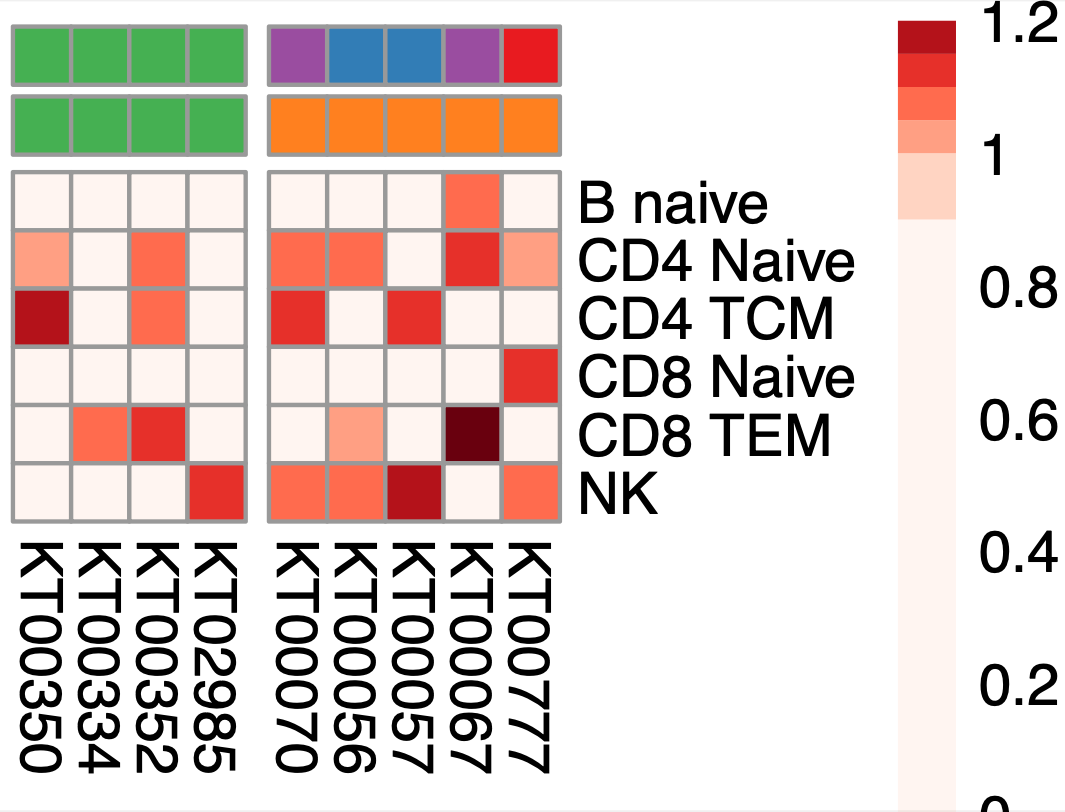 1.2
1
0.8
0.6
0.4
0.2
0
B naive
CD4 Naive
CD4 TCM
CD8 Naive
CD8 TEM
NK
KT00350
KT00334
KT00352
KT02985
KT00070
KT00056
KT00057
KT00067
KT00777